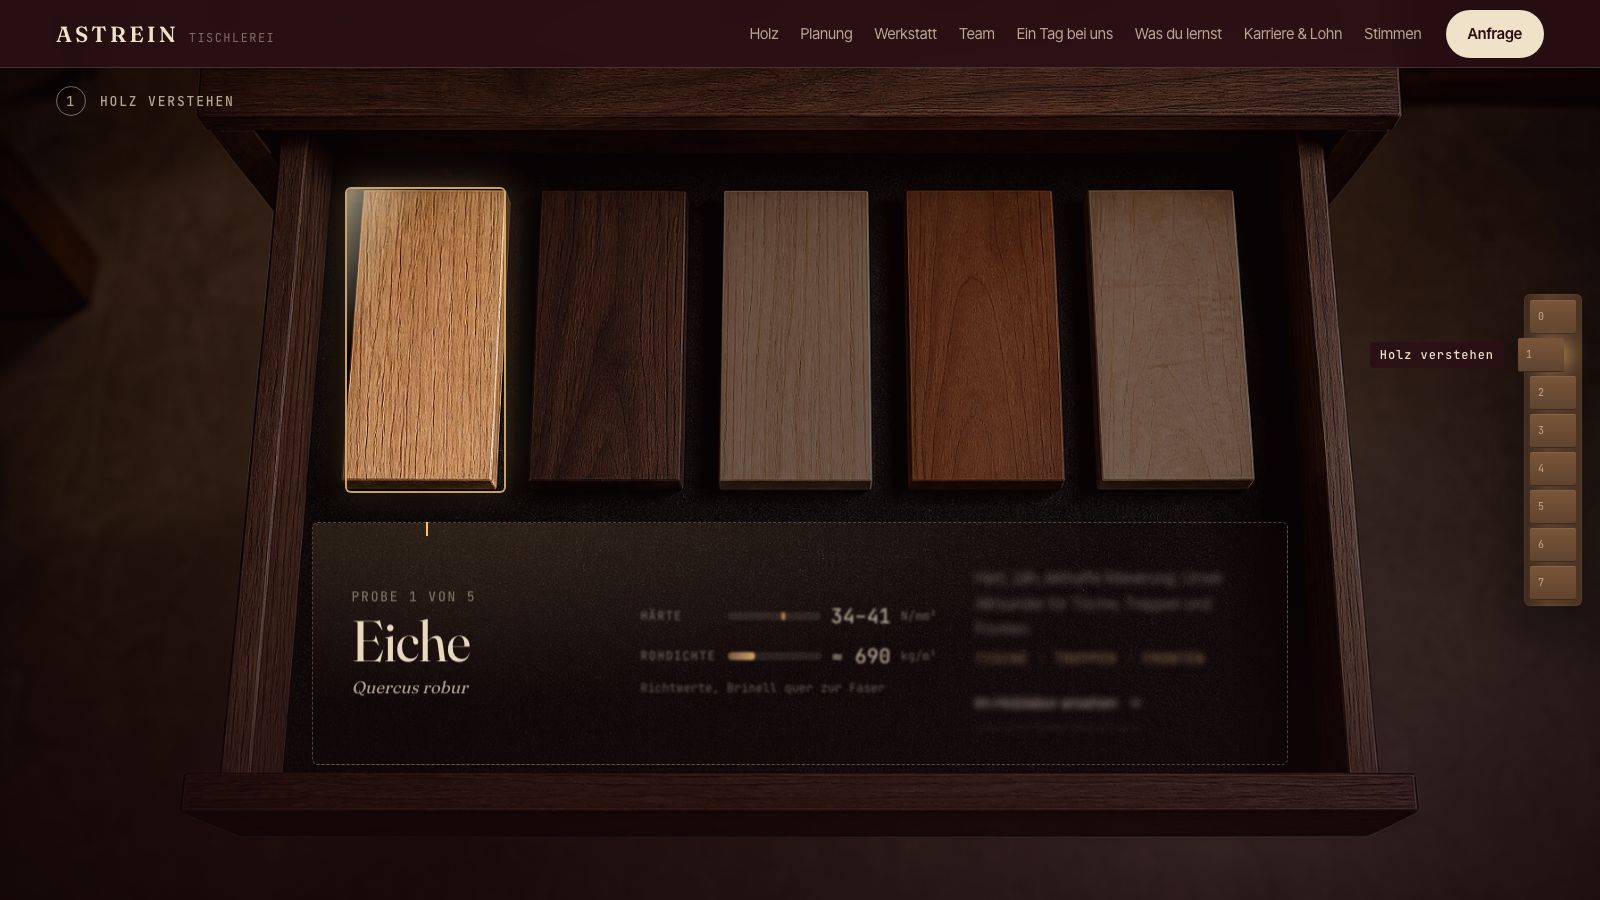 ASTREIN TISCHLEREI
Holz Planung Werkstatt Team Ein Tag bei uns Was du lernst Karriere & Lohn Stimmen Anfrage
1 HOLZ VERSTEHEN
0
Holz verstehen 1
2
3
4
5
6
7
PROBE 1 VON 5
Eiche
Quercus robur
HÄRTE 34–41 N/mm²
ROHDICHTE ≈ 690 kg/m³
Richtwerte, Brinell quer zur Faser